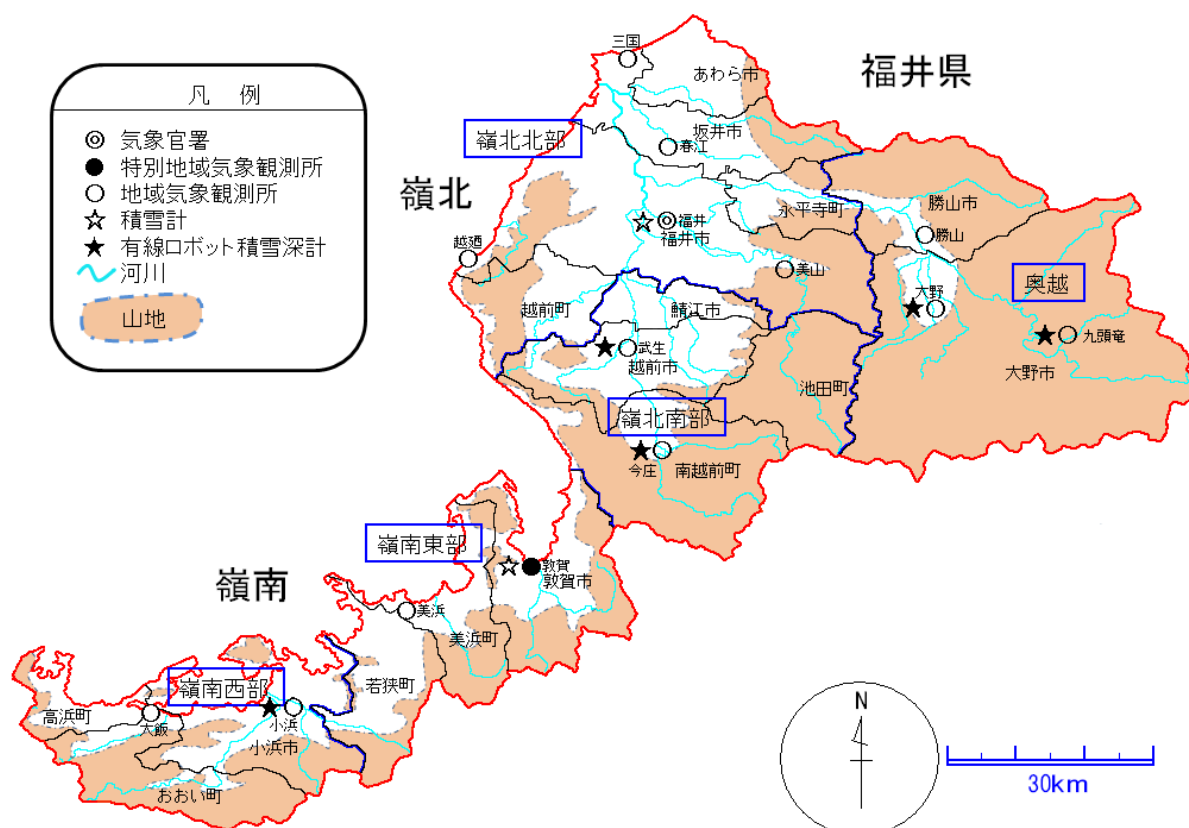 福井県
凡 例
気象官署
特別地域気象観測所
地域気象観測所
積雪計
有線ロボット積雪深計
河川
山地
三国
あわら市
坂井市
嶺北北部
春江
嶺北
永平寺町
勝山市
福井
福井市
勝山
越廼
美山
奥越
大野
越前町
鯖江市
武生
越前市
九頭竜
大野市
池田町
嶺北南部
今庄
南越前町
嶺南東部
敦賀
敦賀市
嶺南
美浜
美浜町
若狭町
嶺南西部
高浜町
大飯
小浜
小浜市
おおい町
N
30km